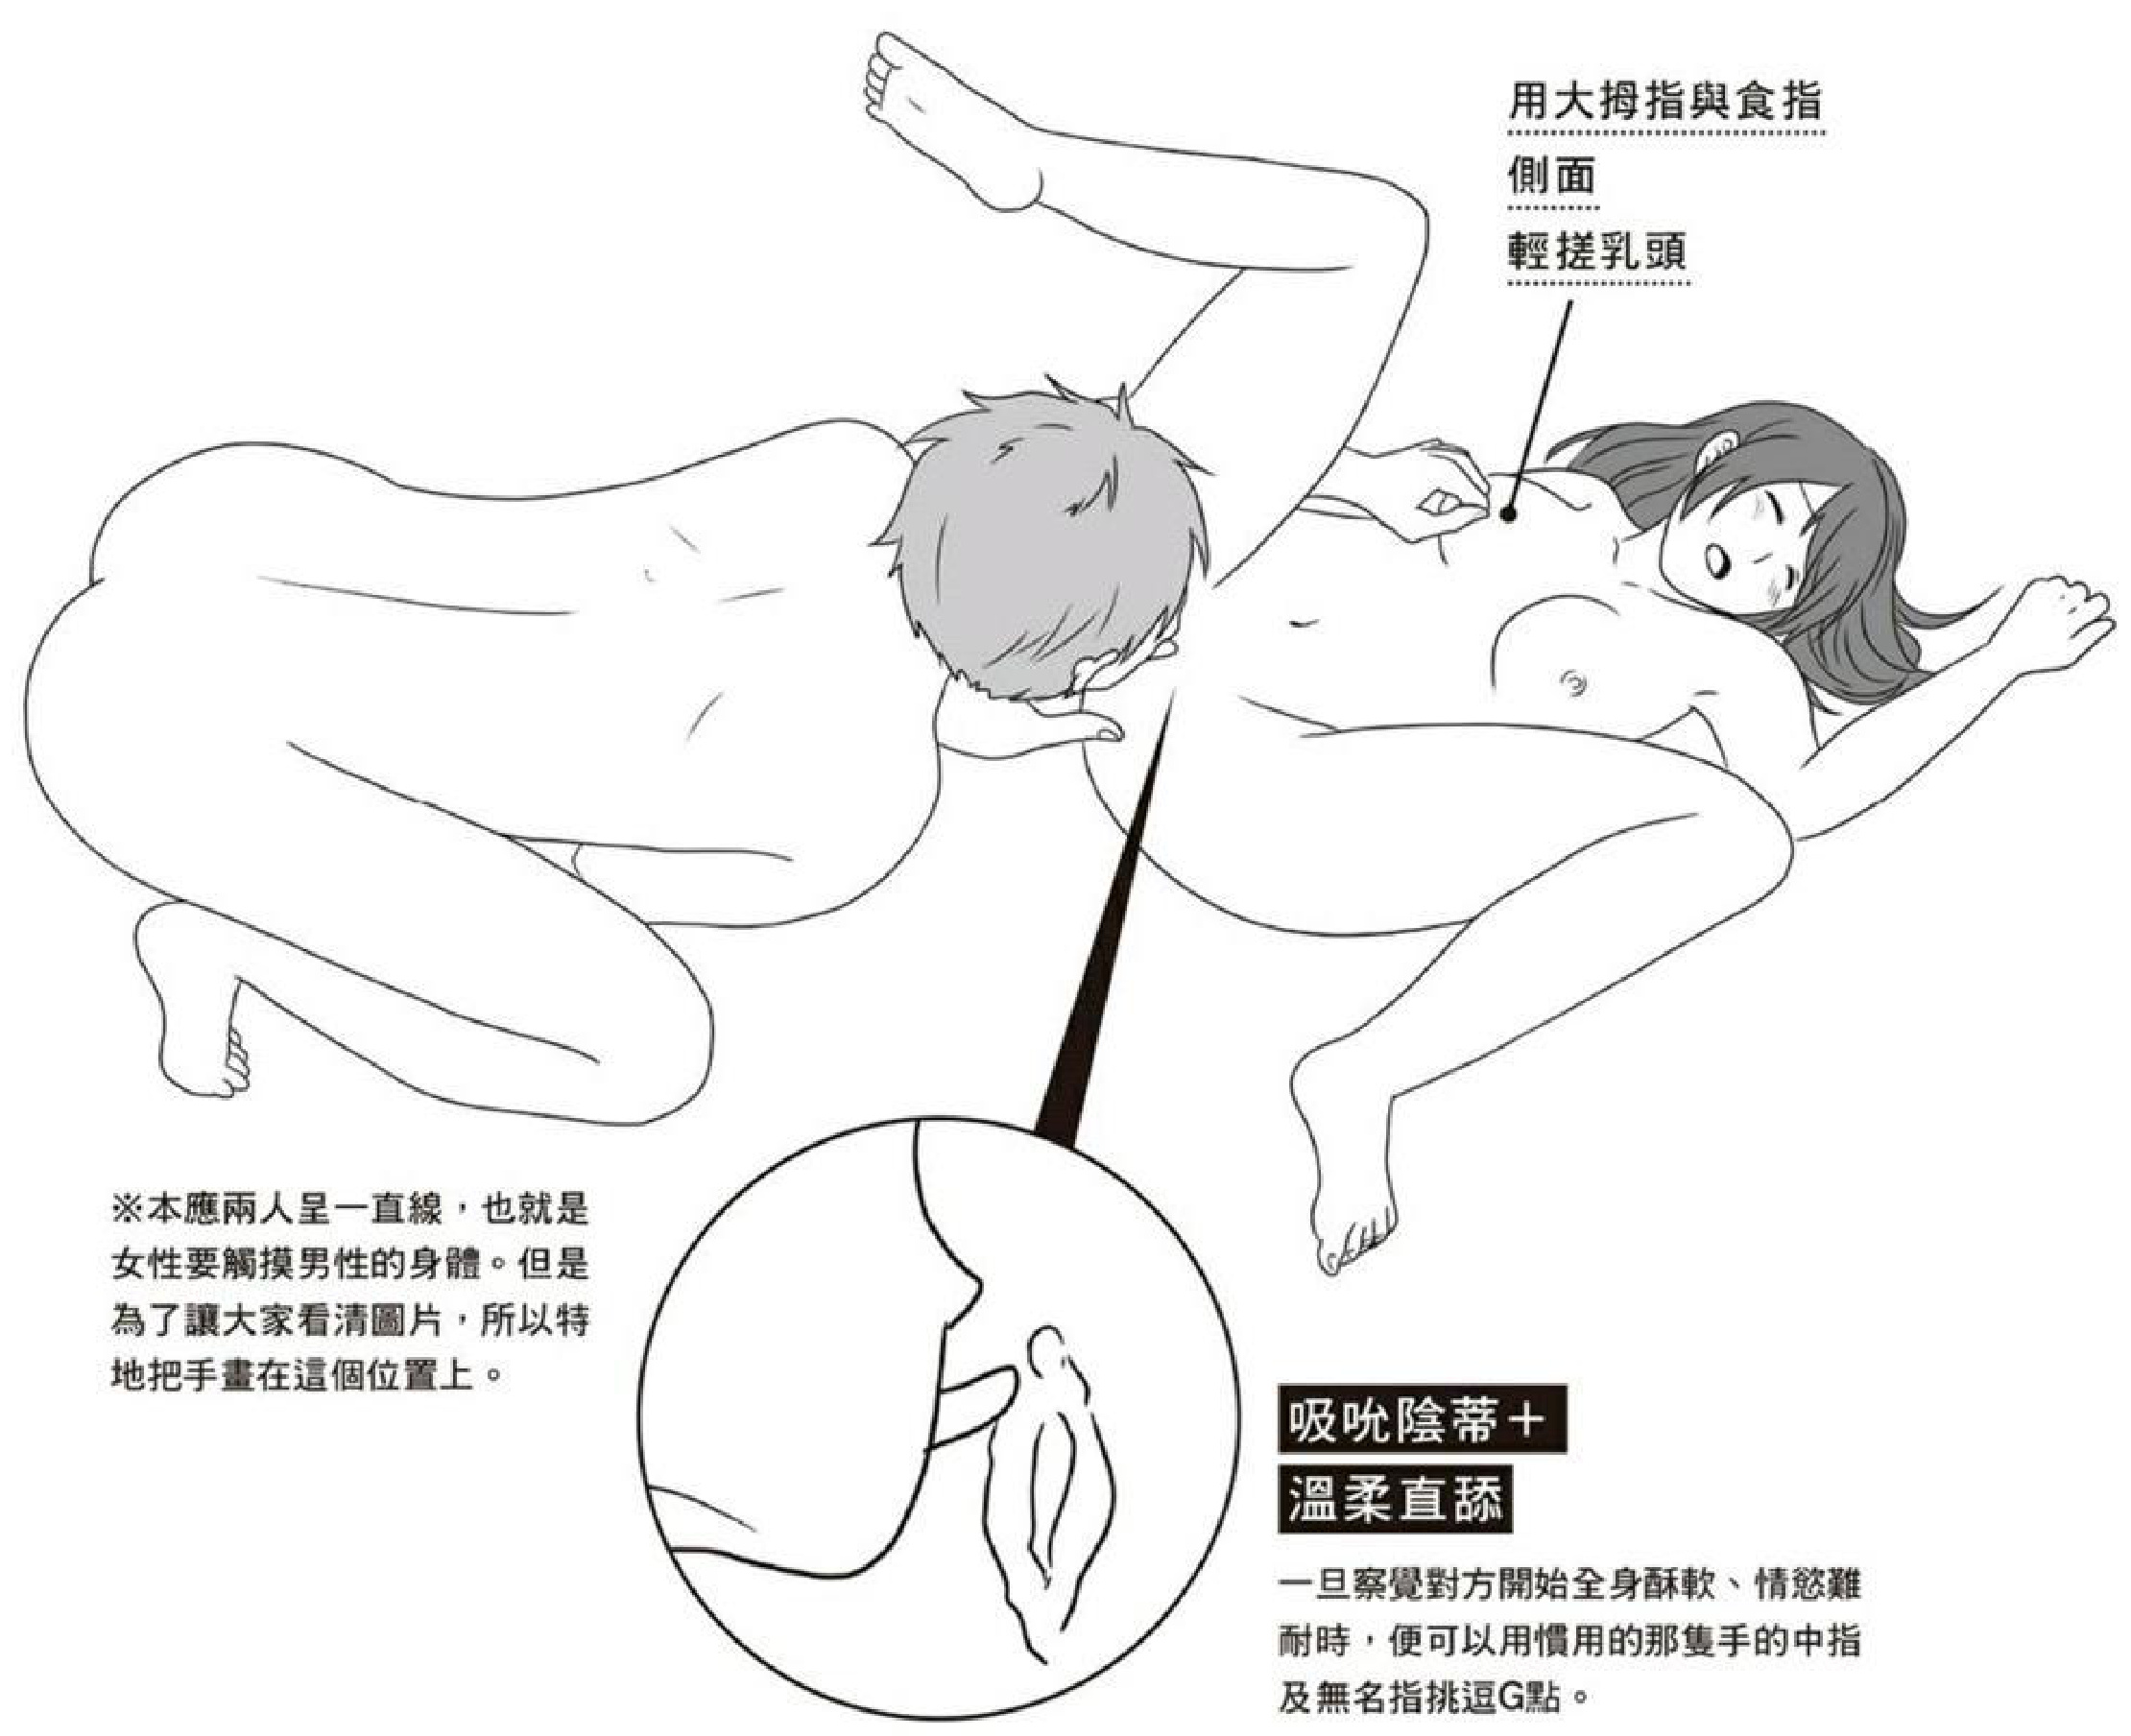 用大拇指與食指
側面
輕搓乳頭
※本應兩人呈一直線，也就是
女性要觸摸男性的身體。但是
為了讓大家看清圖片，所以特
地把手畫在這個位置上。
吸吮陰蒂＋
溫柔直舔
一旦察覺對方開始全身酥軟、情慾難
耐時，便可以用慣用的那隻手的中指
及無名指挑逗G點。